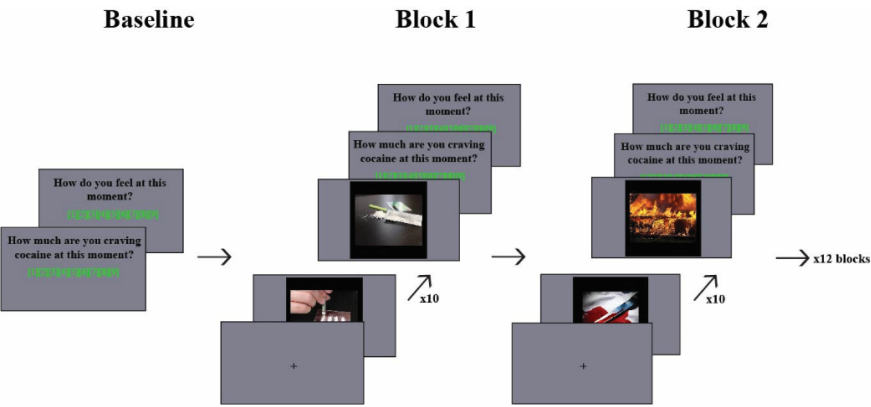 Baseline
Block 1
Block 2
How do you feel at this
moment?
How much are you craving
cocaine at this moment?
How do you feel at this
moment?
How much are you craving
cocaine at this moment?
x10
+
How do you feel at this
moment?
How much are you craving
cocaine at this moment?
x10
+
x12 blocks